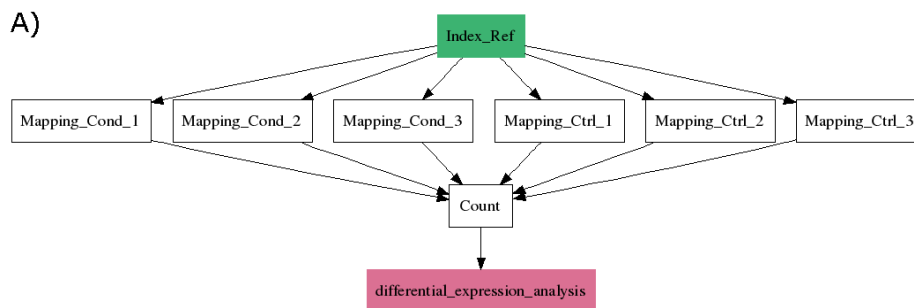 A)
Index_Ref
Mapping_Cond_1
Mapping_Cond_2
Mapping_Cond_3
Mapping_Ctrl_1
Mapping_Ctrl_2
Mapping_Ctrl_3
Count
differential_expression_analysis